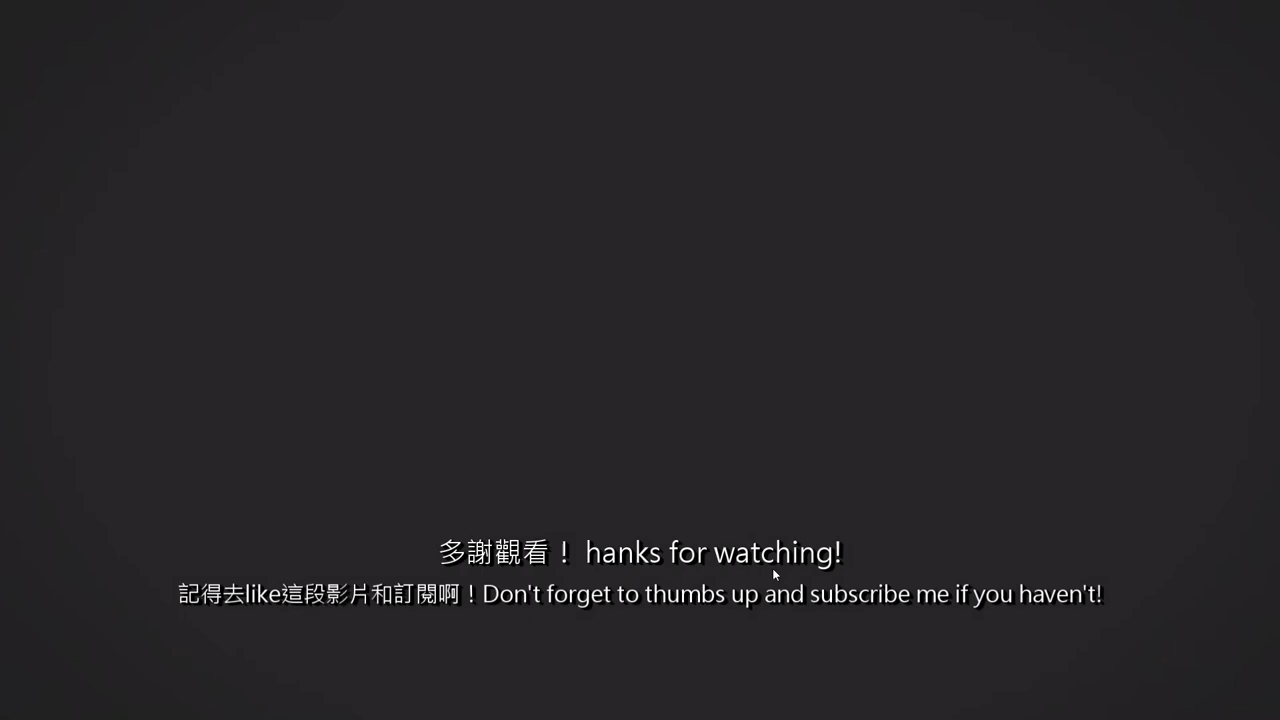 多謝觀看！ hanks for watching!
記得去like這段影片和訂閱啊！Don't forget to thumbs up and subscribe me if you haven't!